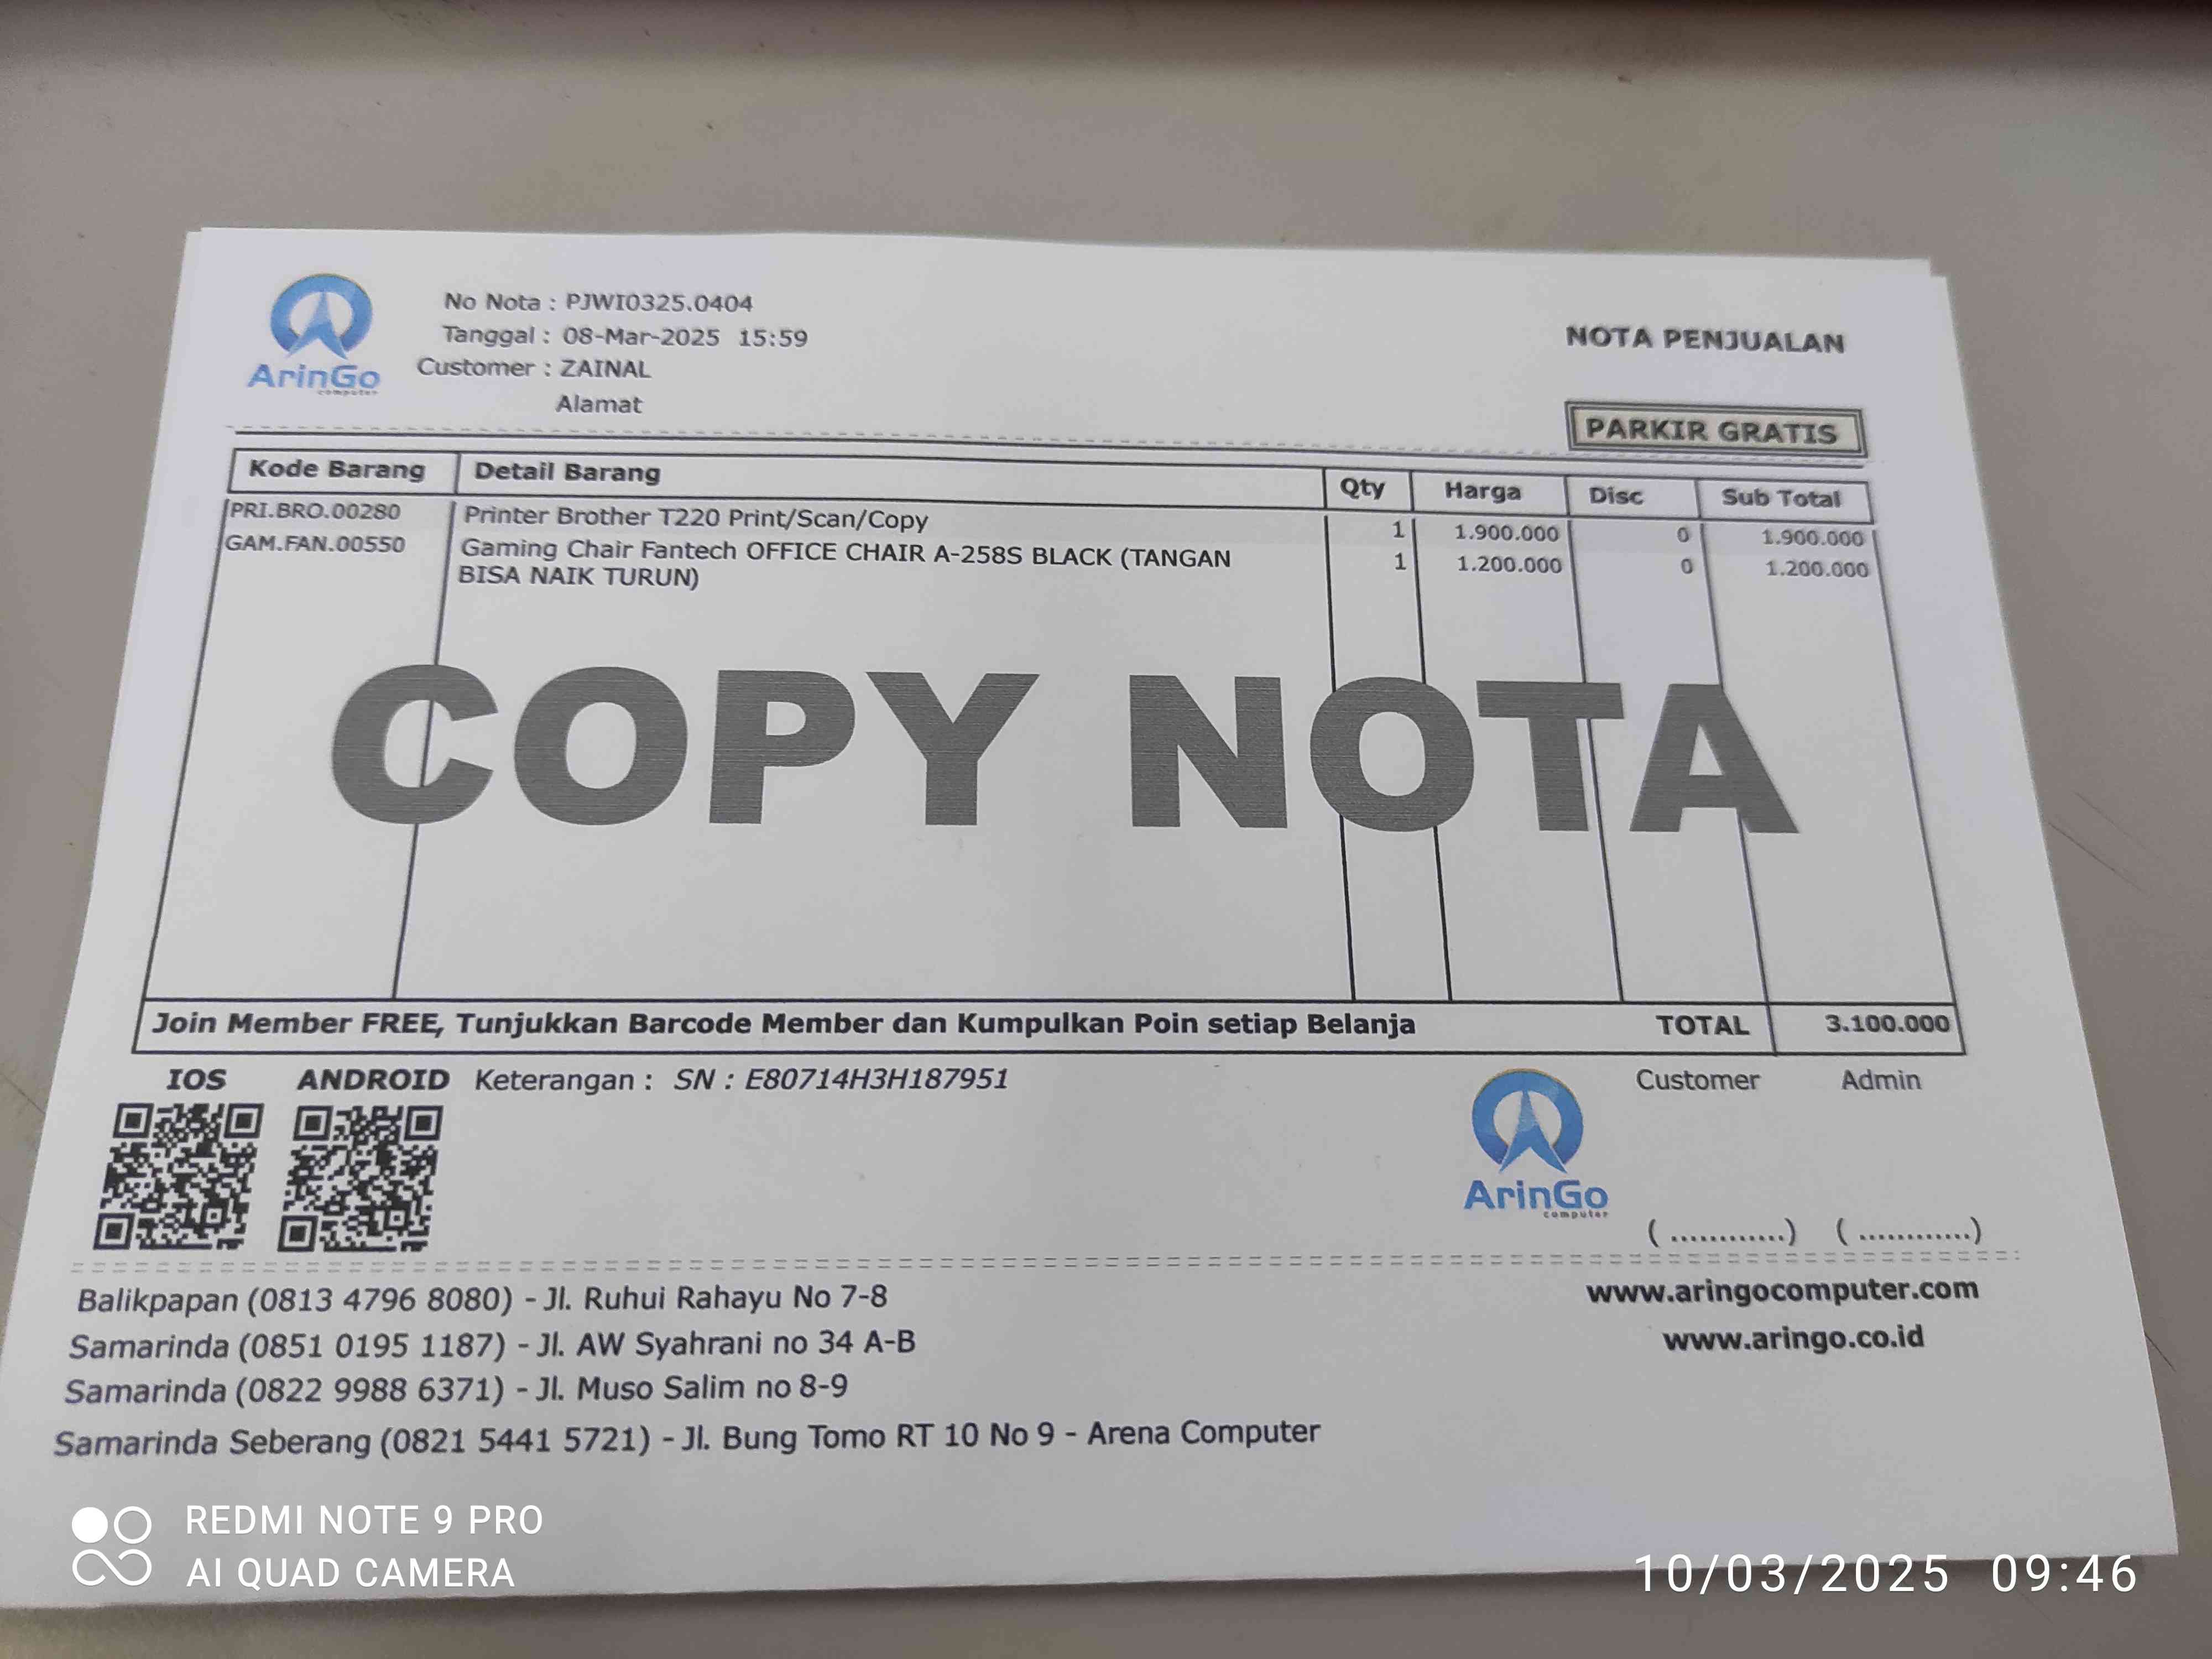 ArinGo
computer
No Nota : PJWI0325.0404
Tanggal : 08-Mar-2025 15:59
Customer : ZAINAL
Alamat
NOTA PENJUALAN
PARKIR GRATIS
Kode Barang Detail Barang Qty Harga Disc Sub Total
PRI.BRO.00280 Printer Brother T220 Print/Scan/Copy 1 1.900.000 0 1.900.000
GAM.FAN.00550 Gaming Chair Fantech OFFICE CHAIR A-258S BLACK (TANGAN 1 1.200.000 0 1.200.000
BISA NAIK TURUN)
COPY NOTA
Join Member FREE, Tunjukkan Barcode Member dan Kumpulkan Poin setiap Belanja TOTAL 3.100.000
IOS ANDROID Keterangan : SN : E80714H3H187951
Customer Admin
ArinGo
computer
(............) (............)
Balikpapan (0813 4796 8080) - Jl. Ruhui Rahayu No 7-8
Samarinda (0851 0195 1187) - Jl. AW Syahrani no 34 A-B
Samarinda (0822 9988 6371) - Jl. Muso Salim no 8-9
Samarinda Seberang (0821 5441 5721) - Jl. Bung Tomo RT 10 No 9 - Arena Computer
www.aringocomputer.com
www.aringo.co.id
REDMI NOTE 9 PRO
AI QUAD CAMERA
10/03/2025 09:46